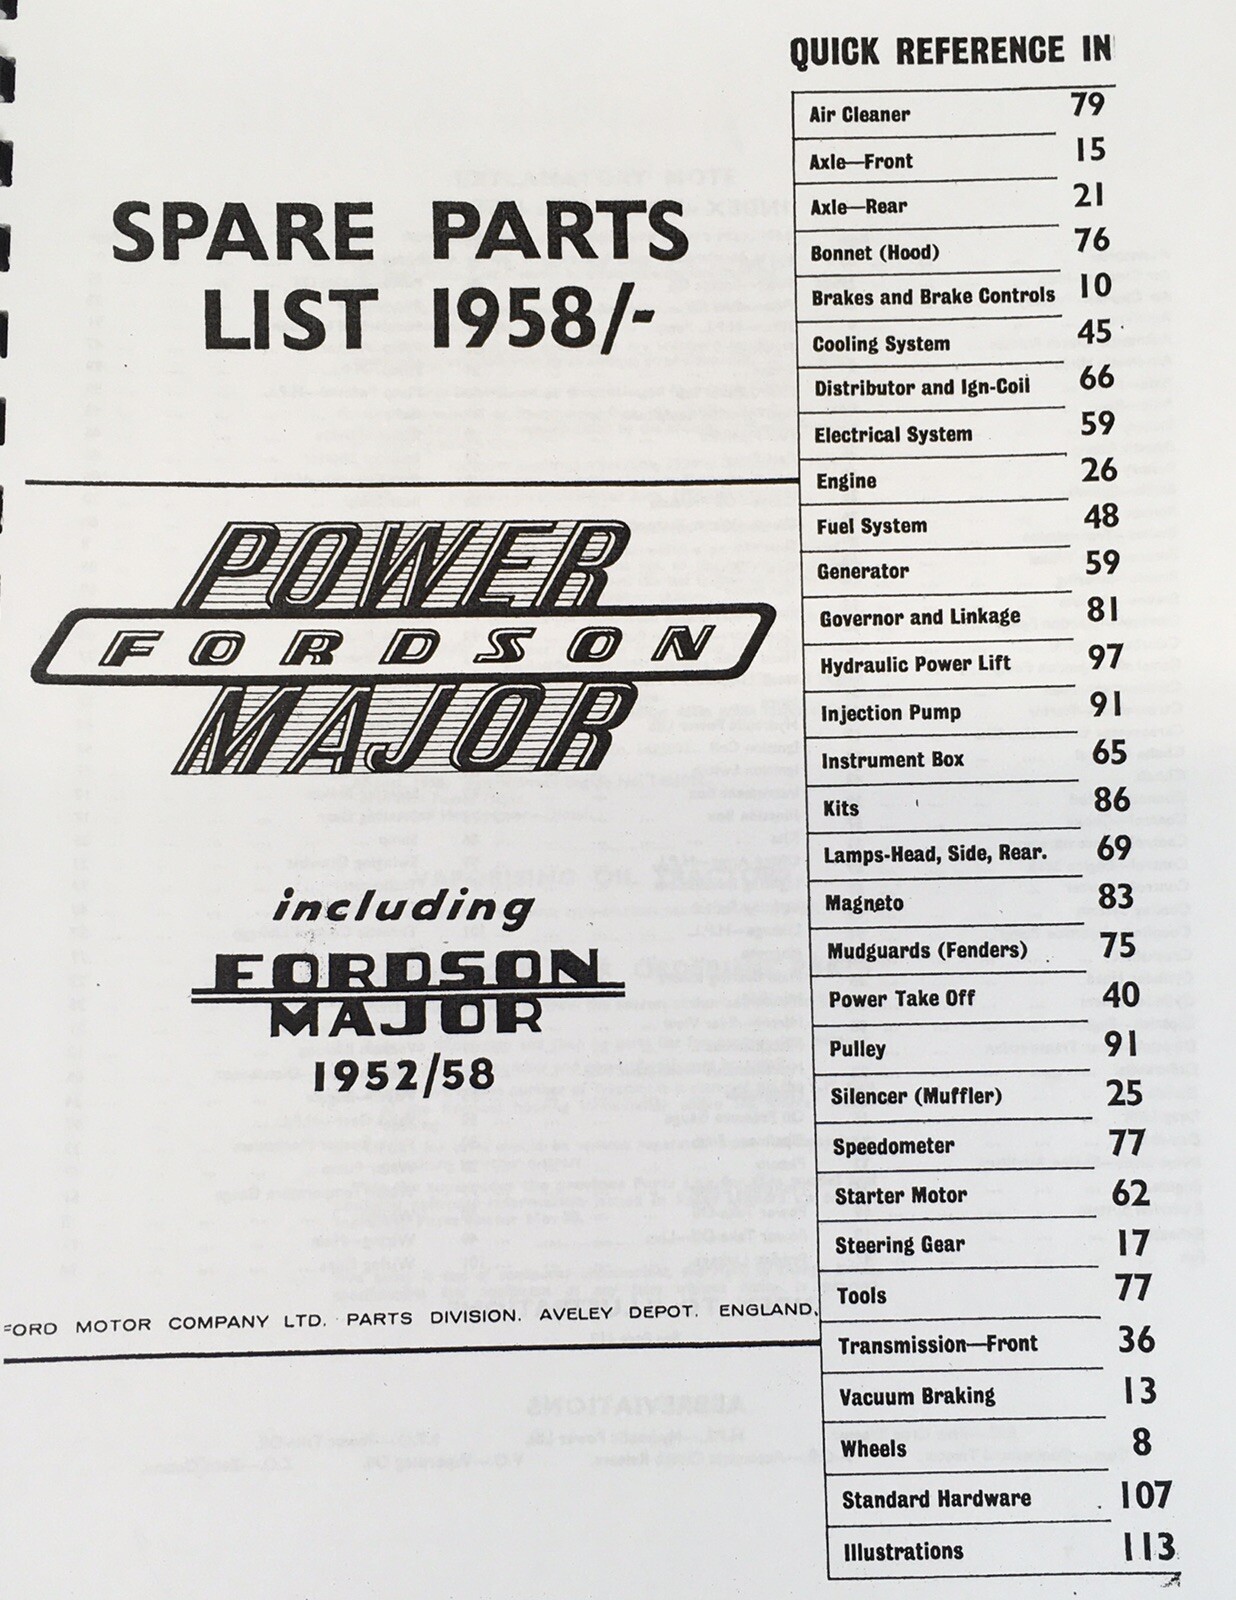 SPARE PARTS
LIST 1958/-
POWER
FORDSON
MAJOR
including
FORDSON
MAJOR
1952/58
FORD MOTOR COMPANY LTD. PARTS DIVISION. AVELEY DEPOT. ENGLAND.
QUICK REFERENCE IN
Air Cleaner 79
Axle—Front 15
Axle—Rear 21
Bonnet (Hood) 76
Brakes and Brake Controls 10
Cooling System 45
Distributor and Ign-Coil 66
Electrical System 59
Engine 26
Fuel System 48
Generator 59
Governor and Linkage 81
Hydraulic Power Lift 97
Injection Pump 91
Instrument Box 65
Kits 86
Lamps-Head, Side, Rear. 69
Magneto 83
Mudguards (Fenders) 75
Power Take Off 40
Pulley 91
Silencer (Muffler) 25
Speedometer 77
Starter Motor 62
Steering Gear 17
Tools 77
Transmission—Front 36
Vacuum Braking 13
Wheels 8
Standard Hardware 107
Illustrations 113